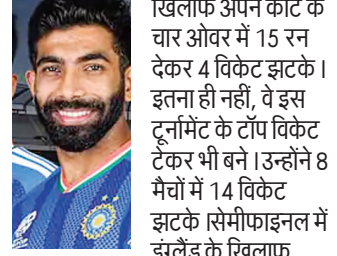 खिलाफ अपने कोटे के
चार ओवर में 15 रन
देकर 4 विकेट झटके ।
इतना ही नहीं, वे इस
टूर्नामेंट के टॉप विकेट
टेकर भी बने ।उन्होंने 8
मैचों में 14 विकेट
झटके ।सेमीफाइनल में
इंग्लैंड के खिलाफ